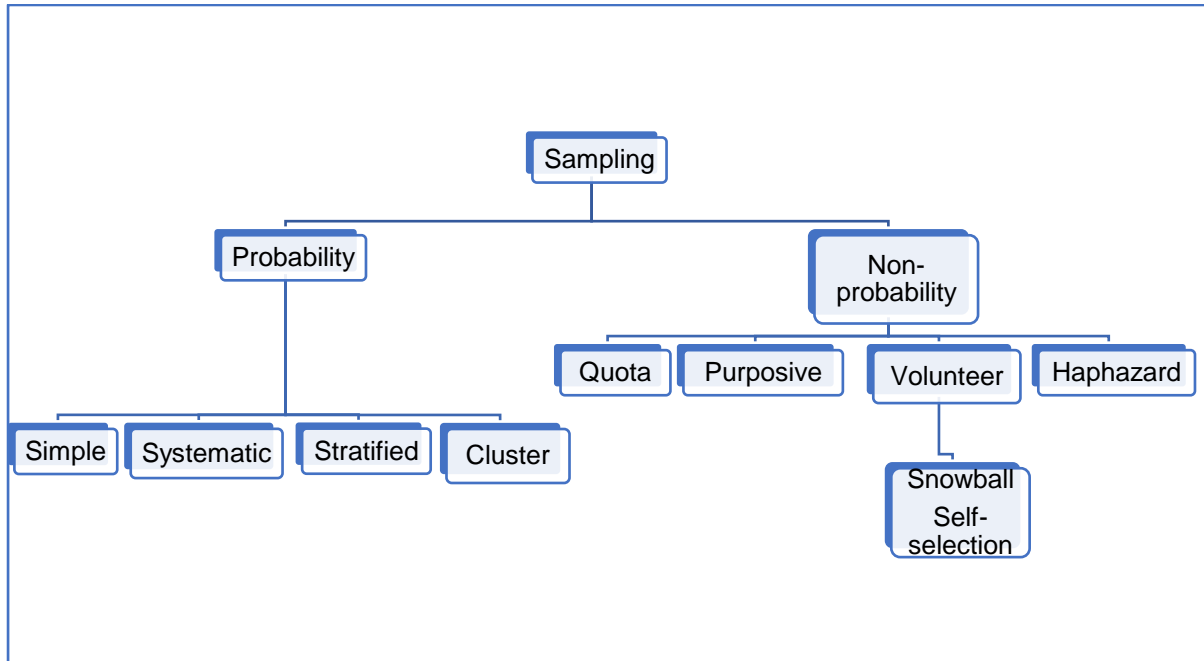 Sampling
Probability
Non-
probability
Quota
Purposive
Volunteer
Haphazard
Simple
Systematic
Stratified
Cluster
Snowball
Self-
selection